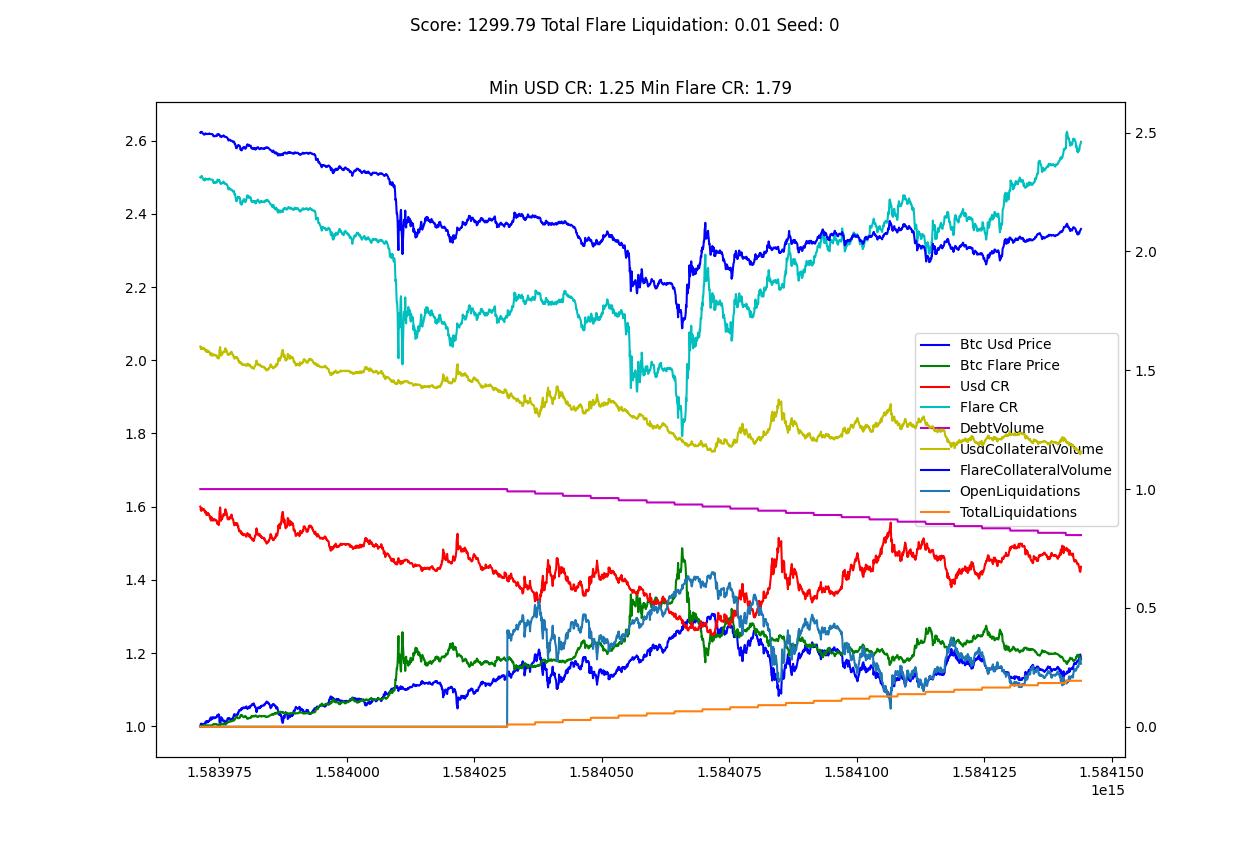 Score: 1299.79 Total Flare Liquidation: 0.01 Seed: 0
Min USD CR: 1.25 Min Flare CR: 1.79
2.6
2.4
2.2
2.0
1.8
1.6
1.4
1.2
1.0
2.5
2.0
1.5
1.0
0.5
0.0
Btc Usd Price
Btc Flare Price
Usd CR
Flare CR
DebtVolume
UsdCollateralVolume
FlareCollateralVolume
OpenLiquidations
TotalLiquidations
1.583975 1.584000 1.584025 1.584050 1.584075 1.584100 1.584125 1.584150
1e15